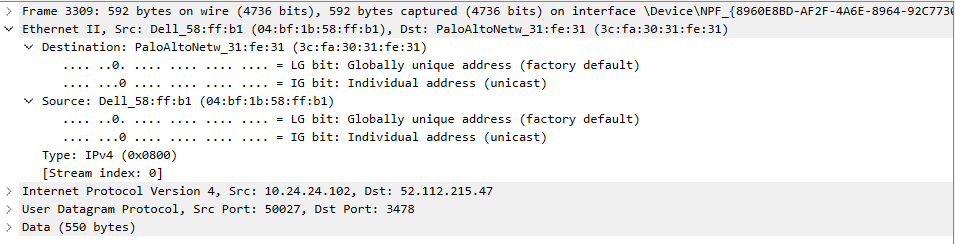 Frame 3309: 592 bytes on wire (4736 bits), 592 bytes captured (4736 bits) on interface \Device\NPF_{8960E8BD-AF2F-4A6E-8964-92C7730
Ethernet II, Src: Dell_58:ff:b1 (04:bf:1b:58:ff:b1), Dst: PaloAltoNetw_31:fe:31 (3c:fa:30:31:fe:31)
Destination: PaloAltoNetw_31:fe:31 (3c:fa:30:31:fe:31)
.... ..0. .... .... .... .... = LG bit: Globally unique address (factory default)
.... ...0 .... .... .... .... = IG bit: Individual address (unicast)
Source: Dell_58:ff:b1 (04:bf:1b:58:ff:b1)
.... ..0. .... .... .... .... = LG bit: Globally unique address (factory default)
.... ...0 .... .... .... .... = IG bit: Individual address (unicast)
Type: IPv4 (0x0800)
[Stream index: 0]
Internet Protocol Version 4, Src: 10.24.24.102, Dst: 52.112.215.47
User Datagram Protocol, Src Port: 50027, Dst Port: 3478
Data (550 bytes)